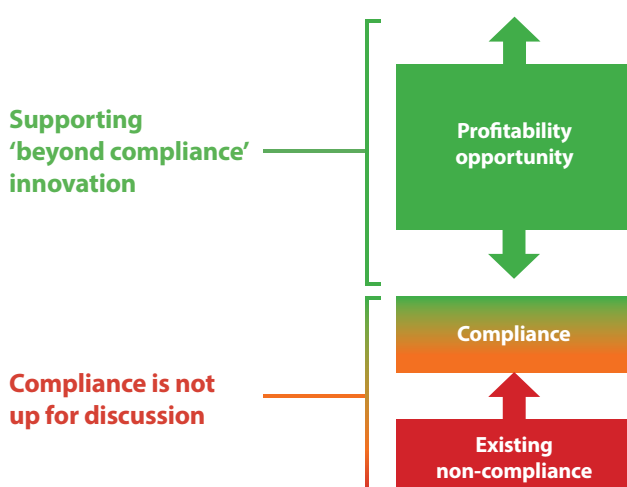 Supporting
‘beyond compliance’
innovation
Profitability
opportunity
Compliance
Compliance is not
up for discussion
Existing
non-compliance